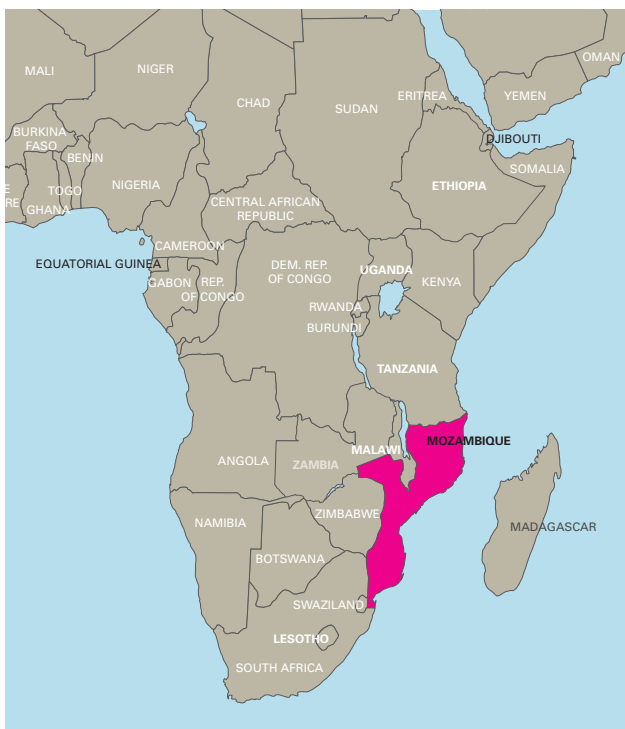 OMAN
MALI
NIGER
CHAD
SUDAN
ERITREA
YEMEN
BURKINA
FASO
DJIBOUTI
BENIN
SOMALIA
NIGERIA
ETHIOPIA
TOGO
E
RE
GHANA
CENTRAL AFRICAN
REPUBLIC
CAMEROON
EQUATORIAL GUINEA
DEM. REP.
OF CONGO
UGANDA
GABON
REP.
OF CONGO
KENYA
RWANDA
BURUNDI
TANZANIA
MOZAMBIQUE
MALAWI
ANGOLA
ZAMBIA
ZIMBABWE
NAMIBIA
MADAGASCAR
BOTSWANA
SWAZILAND
LESOTHO
SOUTH AFRICA